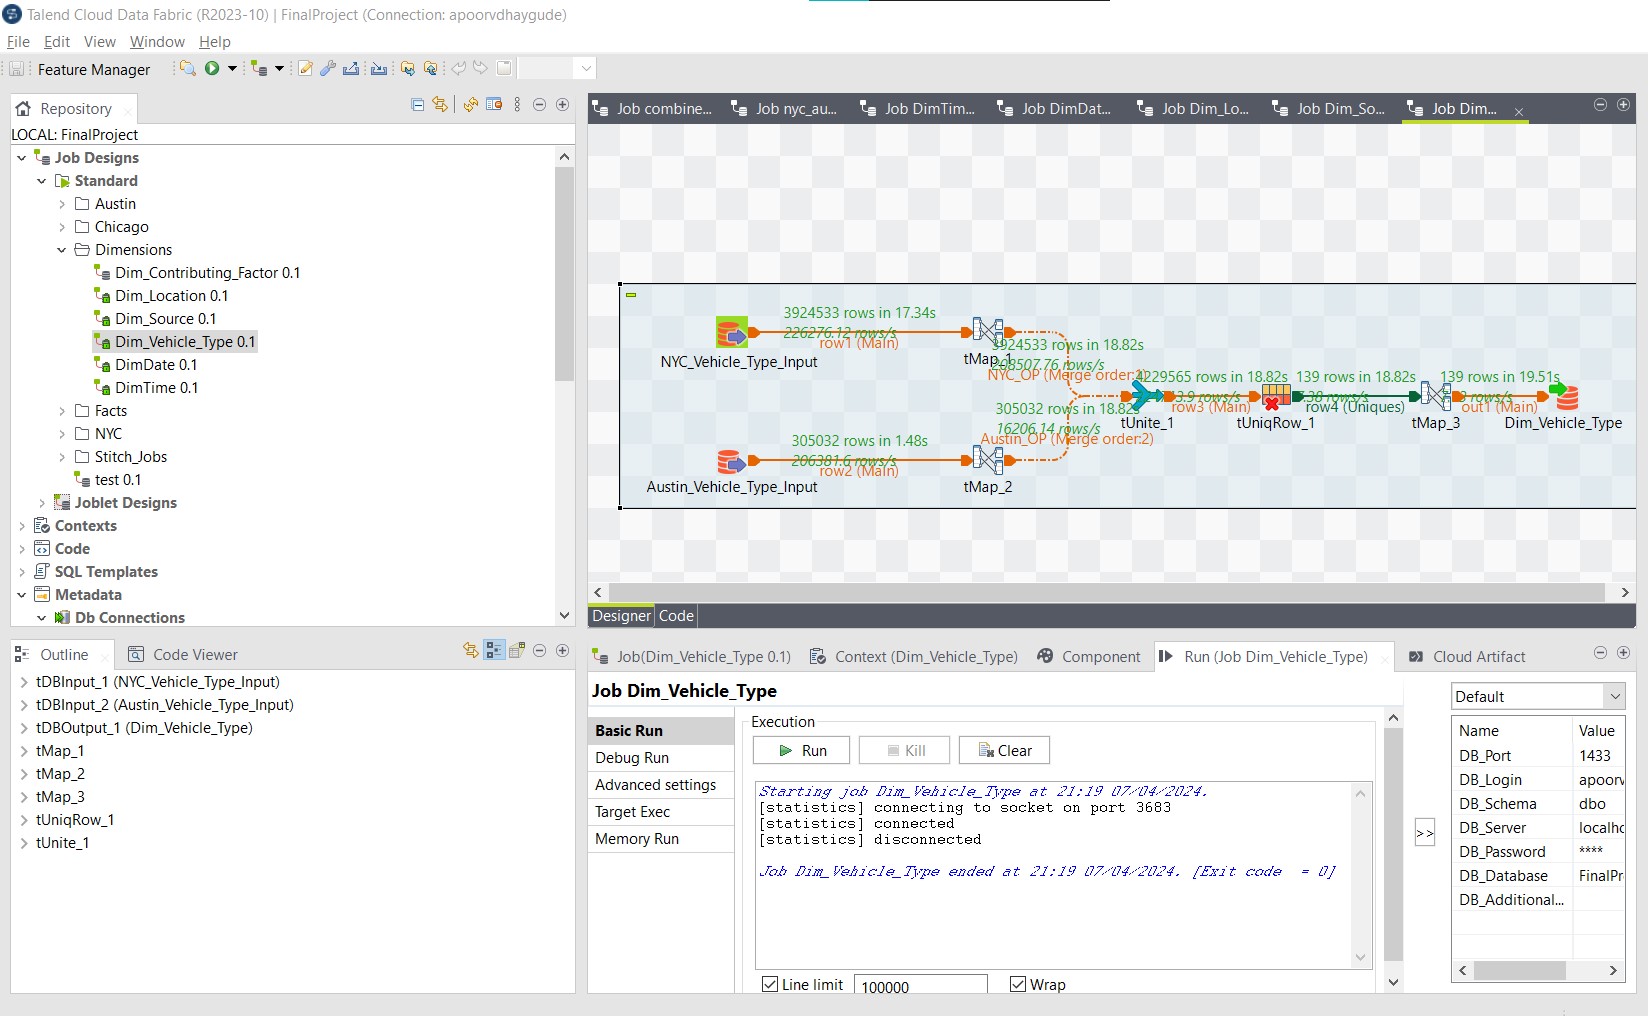 Talend Cloud Data Fabric (R2023-10) | FinalProject (Connection: apoorvdhaygude)
File Edit View Window Help
Feature Manager
Repository
LOCAL: FinalProject
Job Designs
Standard
Austin
Chicago
Dimensions
Dim_Contributing_Factor 0.1
Dim_Location 0.1
Dim_Source 0.1
Dim_Vehicle_Type 0.1
DimDate 0.1
DimTime 0.1
Facts
NYC
Stitch_Jobs
test 0.1
Joblet Designs
Contexts
Code
SQL Templates
Metadata
Db Connections
Job combine... Job nyc_au... Job DimTim... Job DimDat... Job Dim_Lo... Job Dim_So... Job Dim...
3924533 rows in 17.34s
226276.12 rows/s
row1 (Main)
NYC_Vehicle_Type_Input
tMap_1
3924533 rows in 18.82s
208507.76 rows/s
NYC_OP (Merge order:1)
305032 rows in 18.82s
16206.14 rows/s
Austin_OP (Merge order:2)
305032 rows in 1.48s
206381.6 rows/s
row2 (Main)
Austin_Vehicle_Type_Input
tMap_2
4229565 rows in 18.82s
row3 (Main)
tUnite_1
139 rows in 18.82s
row4 (Uniques)
tUniqRow_1
139 rows in 19.51s
out1 (Main)
tMap_3
Dim_Vehicle_Type
Designer Code
Outline Code Viewer
tDBInput_1 (NYC_Vehicle_Type_Input)
tDBInput_2 (Austin_Vehicle_Type_Input)
tDBOutput_1 (Dim_Vehicle_Type)
tMap_1
tMap_2
tMap_3
tUniqRow_1
tUnite_1
Job(Dim_Vehicle_Type 0.1) Context (Dim_Vehicle_Type) Component Run (Job Dim_Vehicle_Type) Cloud Artifact
Job Dim_Vehicle_Type
Basic Run
Debug Run
Advanced settings
Target Exec
Memory Run
Execution
Run Kill Clear
Starting job Dim_Vehicle_Type at 21:19 07/04/2024.
[statistics] connecting to socket on port 3683
[statistics] connected
[statistics] disconnected
Job Dim_Vehicle_Type ended at 21:19 07/04/2024. [Exit code  = 0]
Line limit 100000 Wrap
>>
Default
Name Value
DB_Port 1433
DB_Login apoorv
DB_Schema dbo
DB_Server localho
DB_Password ****
DB_Database FinalPr
DB_Additional...